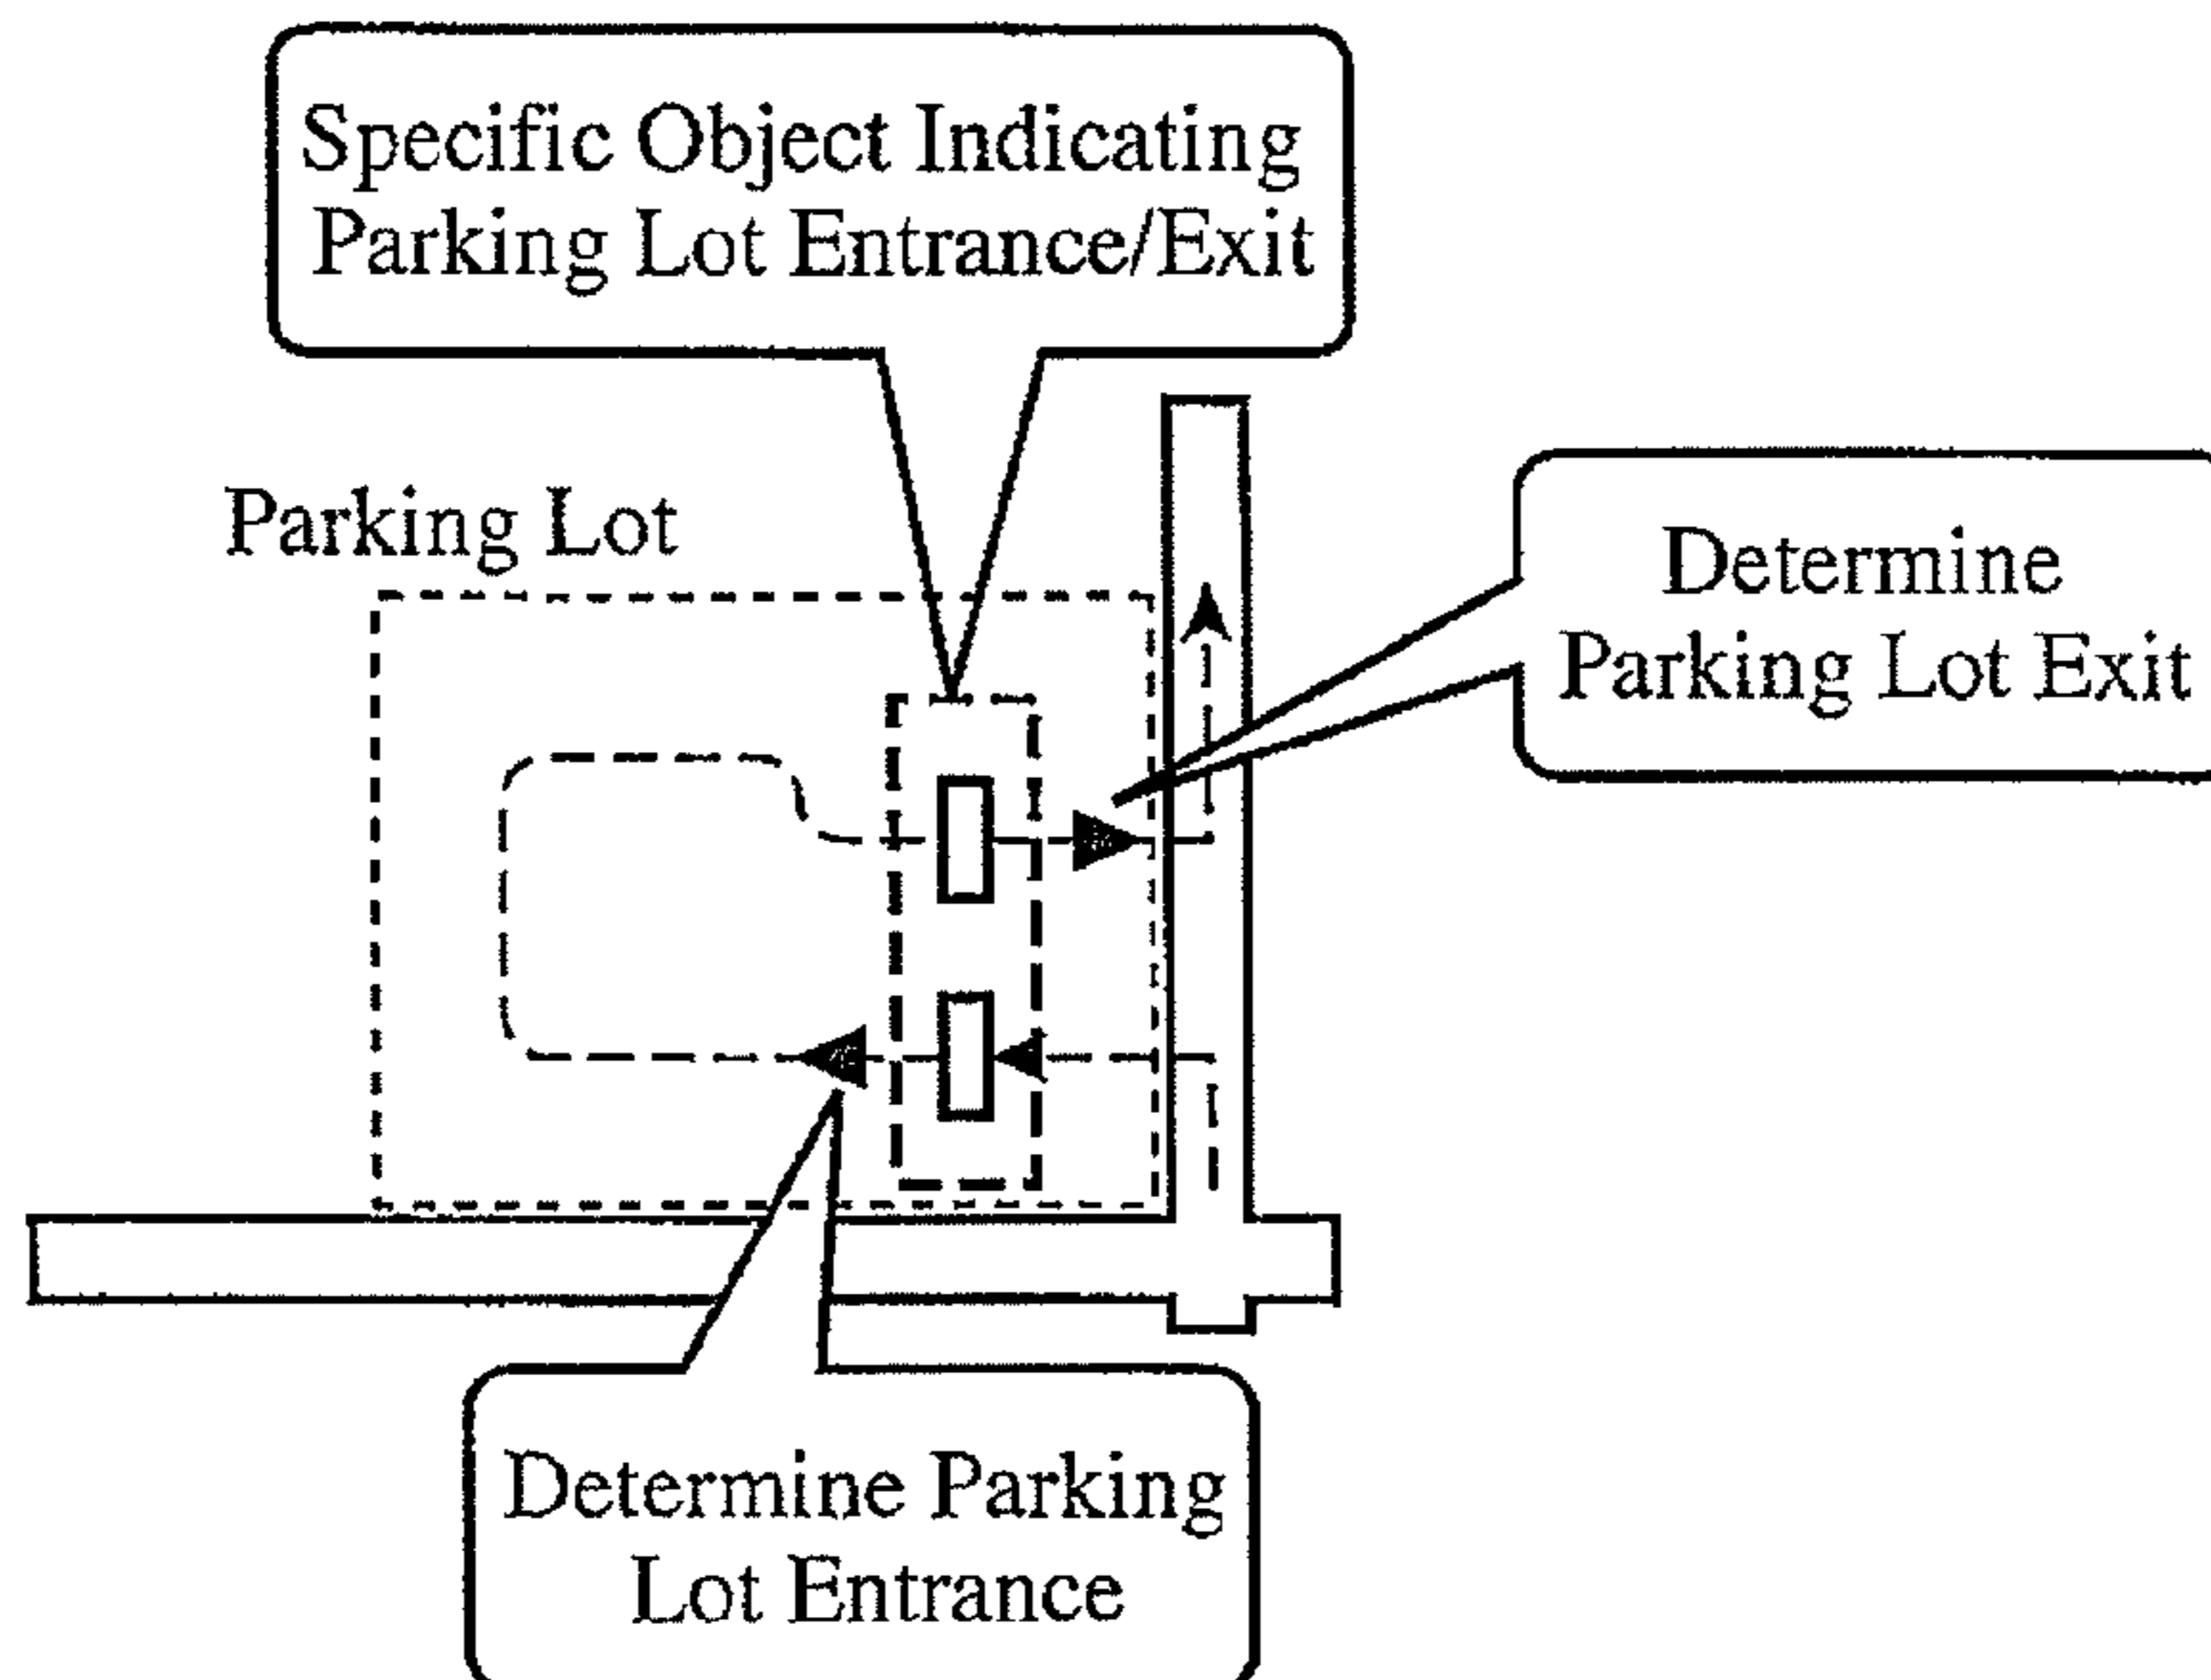 Specific Object Indicating
Parking Lot Entrance/Exit
Parking Lot
Determine
Parking Lot Exit
Determine Parking
Lot Entrance